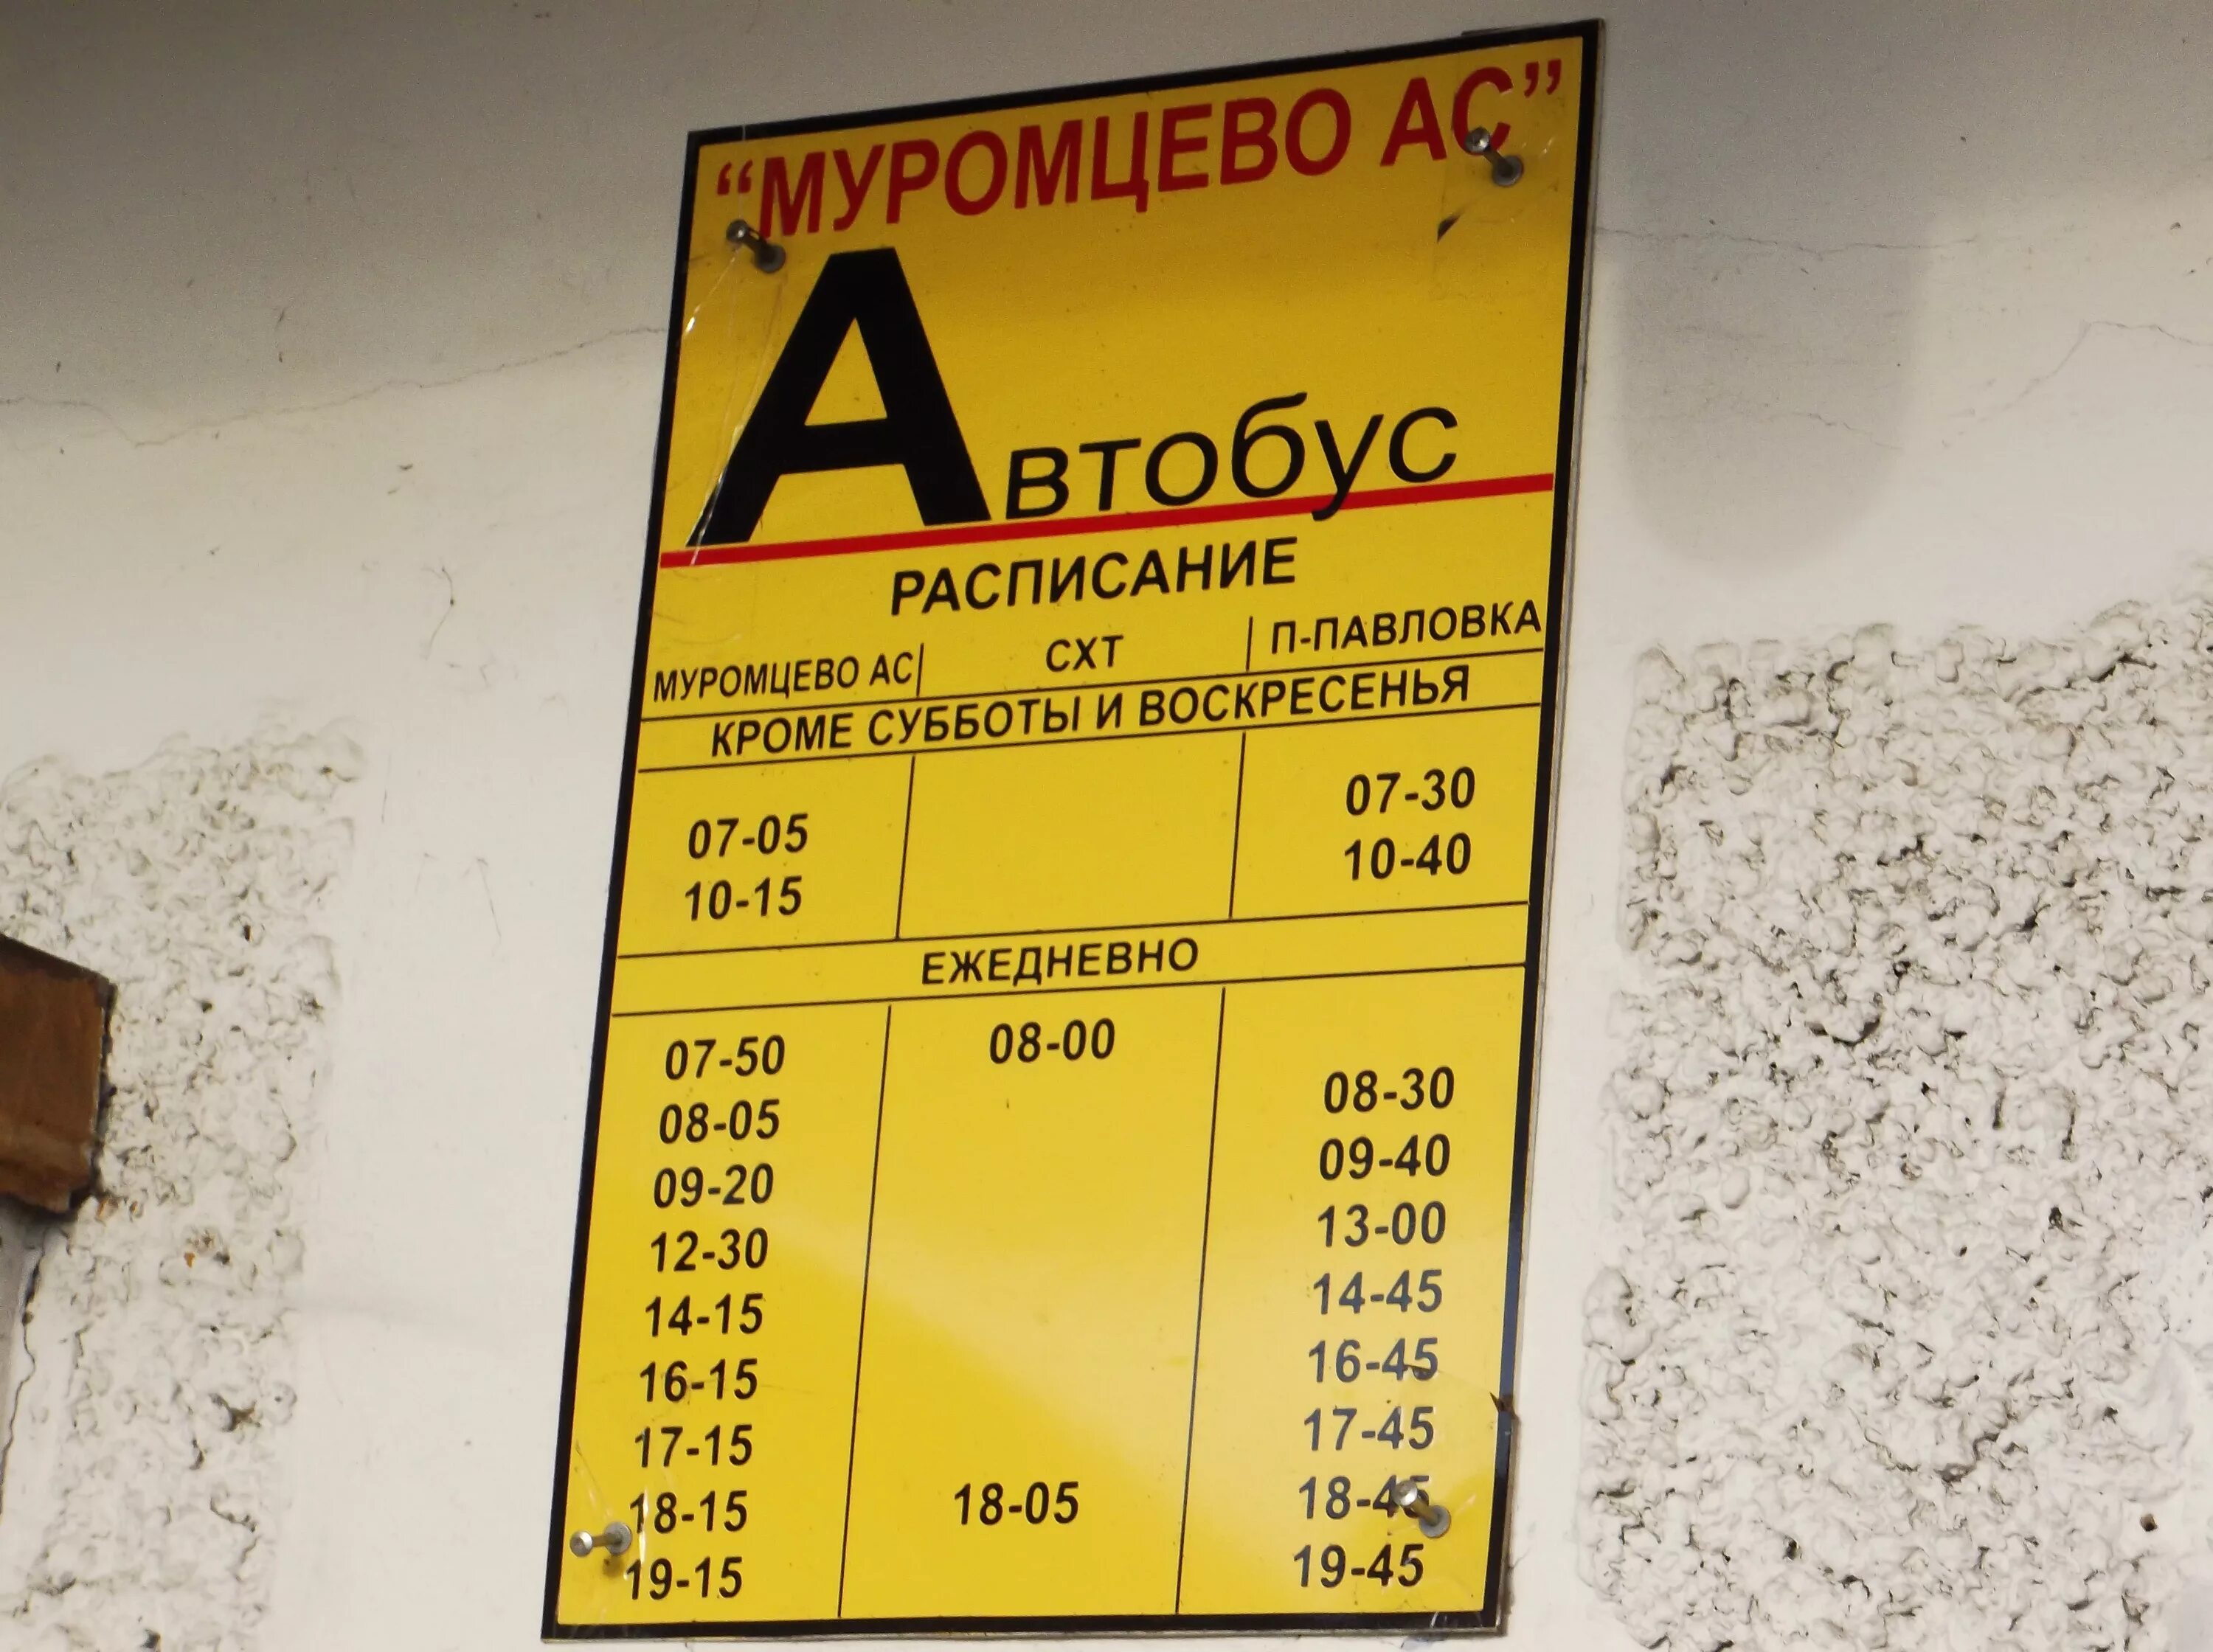 “МУРОМЦЕВО АС”
Автобус
РАСПИСАНИЕ
МУРОМЦЕВО АС СХТ П-ПАВЛОВКА
КРОМЕ СУББОТЫ И ВОСКРЕСЕНЬЯ
07-05 07-30
10-15 10-40
ЕЖЕДНЕВНО
07-50 08-00
08-05 08-30
09-20 09-40
12-30 13-00
14-15 14-45
16-15 16-45
17-15 17-45
18-15 18-05 18-45
19-15 19-45